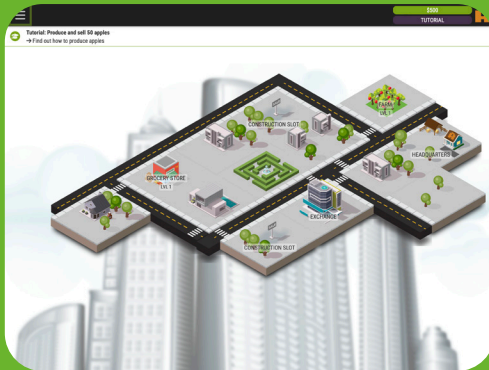 $500
TUTORIAL
Tutorial: Produce and sell 50 apples
→ Find out how to produce apples
FARM
LVL 1
CONSTRUCTION SLOT
HEADQUARTERS
GROCERY STORE
LVL 1
EXCHANGE
CONSTRUCTION SLOT